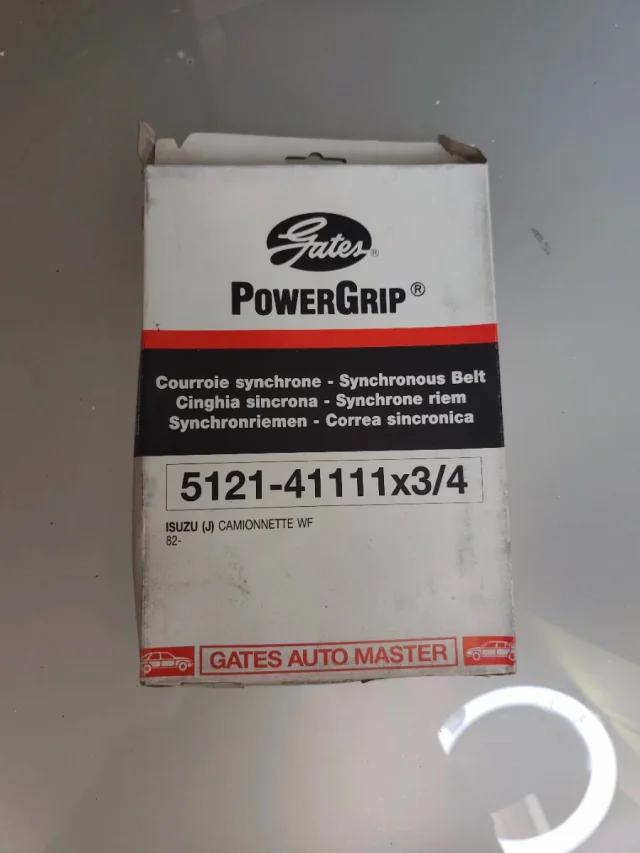 Gates®
POWERGRIP®
Courroie synchrone - Synchronous Belt
Cinghia sincrona - Synchrone riem
Synchronriemen - Correa sincronica
5121-41111x3/4
ISUZU (J) CAMIONNETTE WF
82-
GATES AUTO MASTER